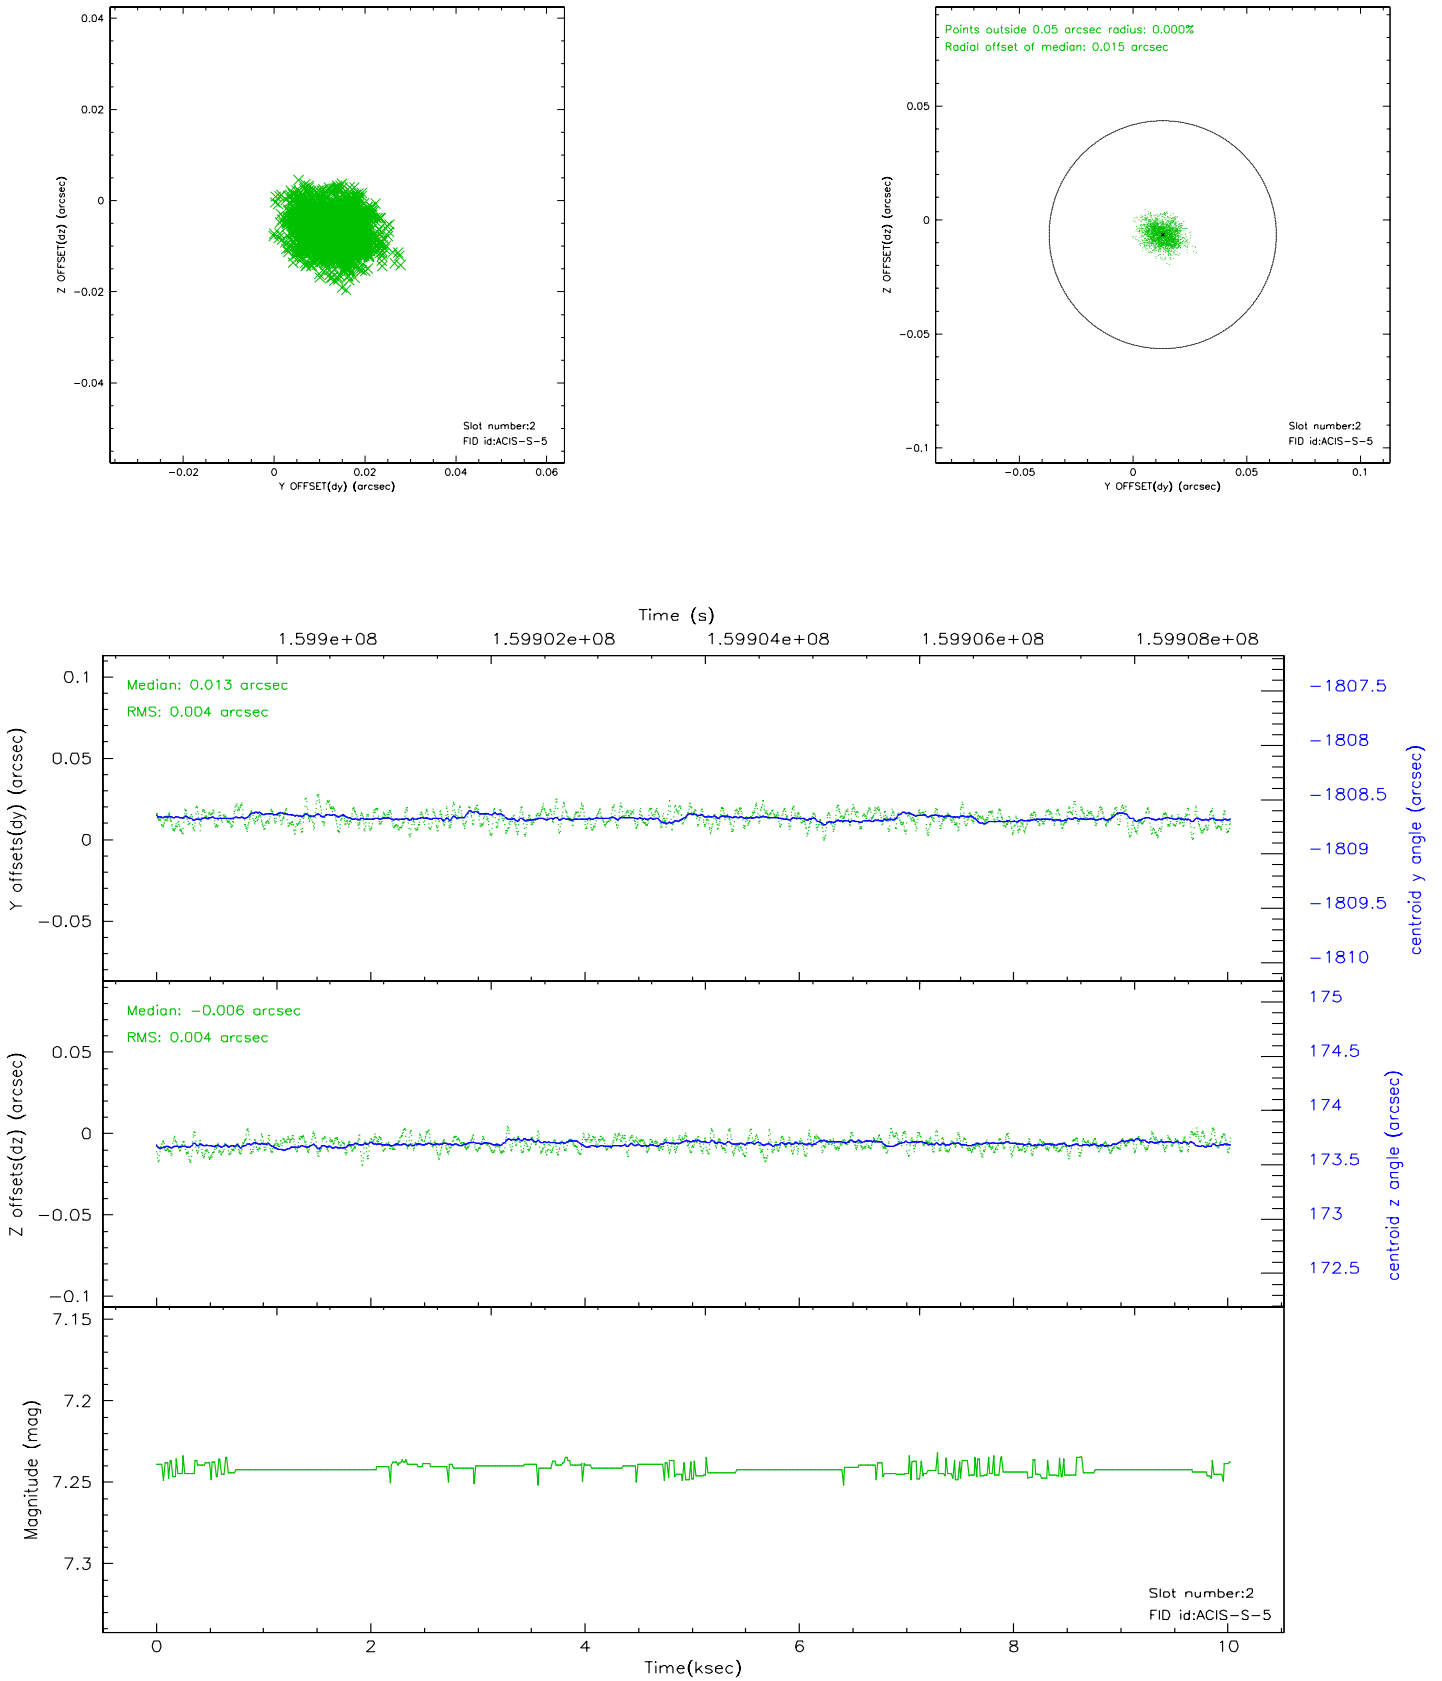 0.04
0.02
0
−0.02
−0.04
Z OFFSET(dz) (arcsec)
Slot number:2
FID id:ACIS−S−5
−0.02 0 0.02 0.04 0.06
Y OFFSET(dy) (arcsec)
Points outside 0.05 arcsec radius: 0.000%
Radial offset of median: 0.015 arcsec
0.05
0
−0.05
−0.1
Z OFFSET(dz) (arcsec)
Slot number:2
FID id:ACIS−S−5
−0.05 0 0.05 0.1
Y OFFSET(dy) (arcsec)
Time (s)
1.599e+08 1.59902e+08 1.59904e+08 1.59906e+08 1.59908e+08
Median: 0.013 arcsec
RMS: 0.004 arcsec
0.1
0.05
0
−0.05
Y offsets(dy) (arcsec)
−1807.5
−1808
−1808.5
−1809
−1809.5
−1810
centroid y angle (arcsec)
Median: −0.006 arcsec
RMS: 0.004 arcsec
0.05
0
−0.05
−0.1
Z offsets(dz) (arcsec)
175
174.5
174
173.5
173
172.5
centroid z angle (arcsec)
7.15
7.2
7.25
7.3
Magnitude (mag)
Slot number:2
FID id:ACIS−S−5
0 2 4 6 8 10
Time(ksec)